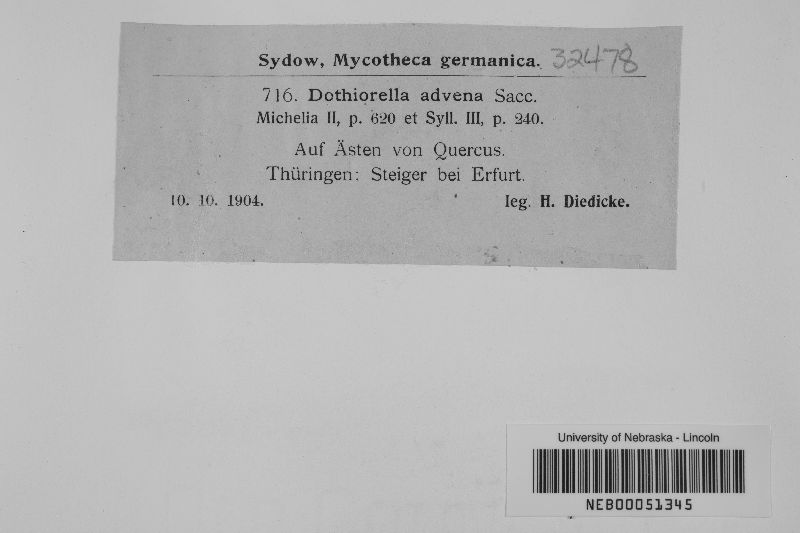 Sydow, Mycotheca germanica. 32478
716. Dothiorella advena Sacc.
Michelia II, p. 620 et Syll. III, p. 240.
Auf Ästen von Quercus.
Thüringen: Steiger bei Erfurt.
10. 10. 1904. leg. H. Diedicke.
University of Nebraska - Lincoln
NEB00051345